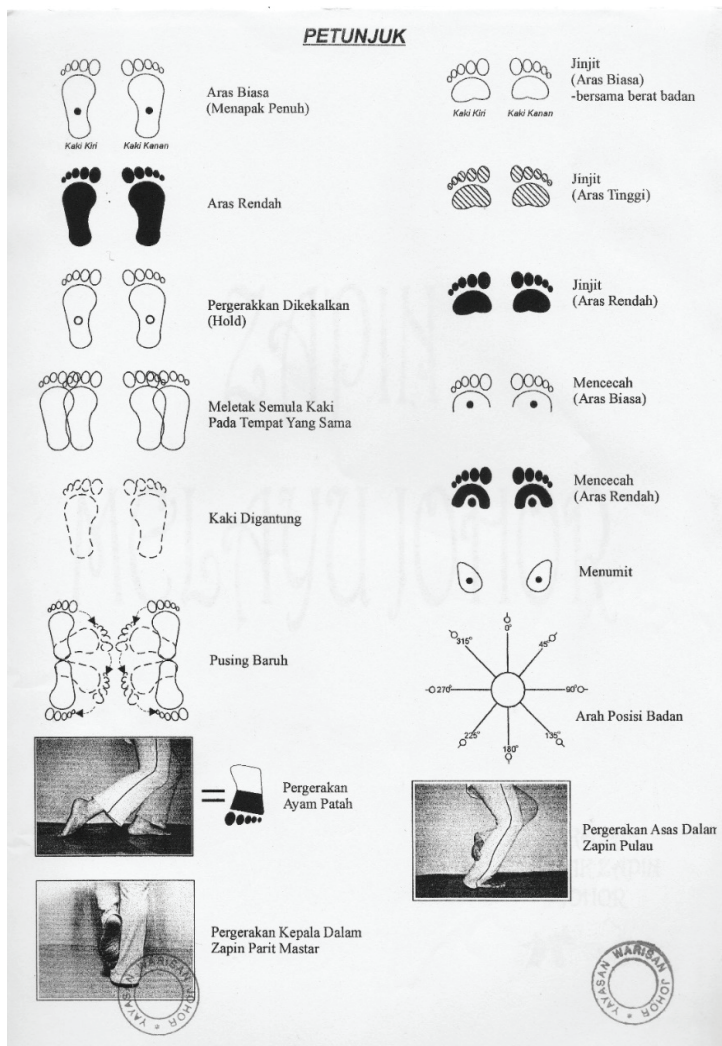 PETUNJUK
Aras Biasa
(Menapak Penuh)
Kaki Kiri Kaki Kanan
Aras Rendah
Pergerakkan Dikekalkan
(Hold)
Meletak Semula Kaki
Pada Tempat Yang Sama
Kaki Digantung
Pusing Baruh
=
Pergerakan
Ayam Patah
Pergerakan Kepala Dalam
Zapin Parit Mastar
YAYASAN WARISAN JOHOR
Jinjit
(Aras Biasa)
-bersama berat badan
Kaki Kiri Kaki Kanan
Jinjit
(Aras Tinggi)
Jinjit
(Aras Rendah)
Mencecah
(Aras Biasa)
Mencecah
(Aras Rendah)
Menumit
0°
315° 45°
270° 90°
225° 135°
180°
Arah Posisi Badan
Pergerakan Asas Dalam
Zapin Pulau
YAYASAN WARISAN JOHOR